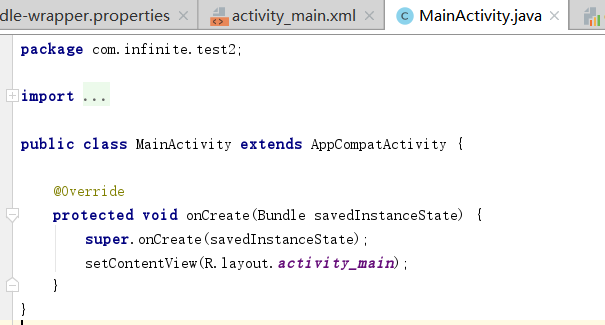 dle-wrapper.properties activity_main.xml MainActivity.java
package com.infinite.test2;
import ...
public class MainActivity extends AppCompatActivity {
@Override
protected void onCreate(Bundle savedInstanceState) {
super.onCreate(savedInstanceState);
setContentView(R.layout.activity_main);
}
}